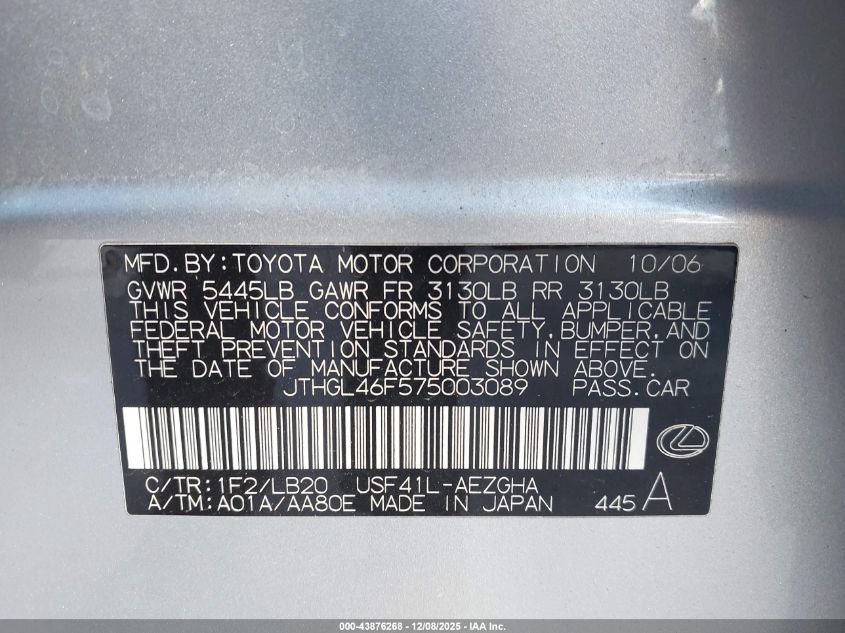 MFD.BY:TOYOTA MOTOR CORPORATION 10/06
GVWR 5445LB GAWR FR 3130LB RR 3130LB
THIS VEHICLE CONFORMS TO ALL APPLICABLE
FEDERAL MOTOR VEHICLE SAFETY,BUMPER,AND
THEFT PREVENTION STANDARDS IN EFFECT ON
THE DATE OF MANUFACTURE SHOWN ABOVE.
JTHGL46F575003089 PASS.CAR
C/TR:1F2/LB20 USF41L-AEZGHA
A/TM:A01A/AA80E MADE IN JAPAN 445 A
000-43876268 - 12/08/2025 - IAA Inc.